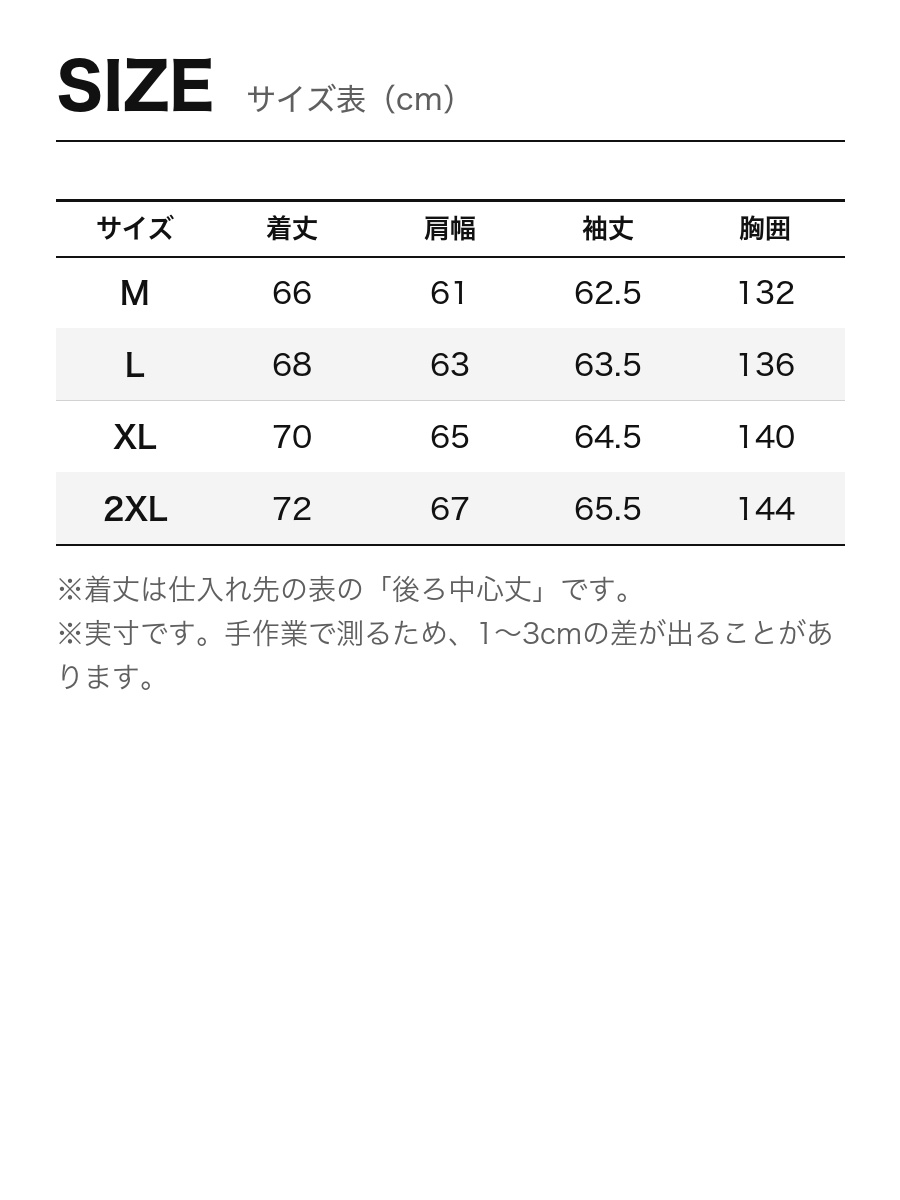 SIZE サイズ表（cm）
サイズ 着丈 肩幅 袖丈 胸囲
M 66 61 62.5 132
L 68 63 63.5 136
XL 70 65 64.5 140
2XL 72 67 65.5 144
※着丈は仕入れ先の表の「後ろ中心丈」です。
※実寸です。手作業で測るため、1〜3cmの差が出ることがあ
ります。